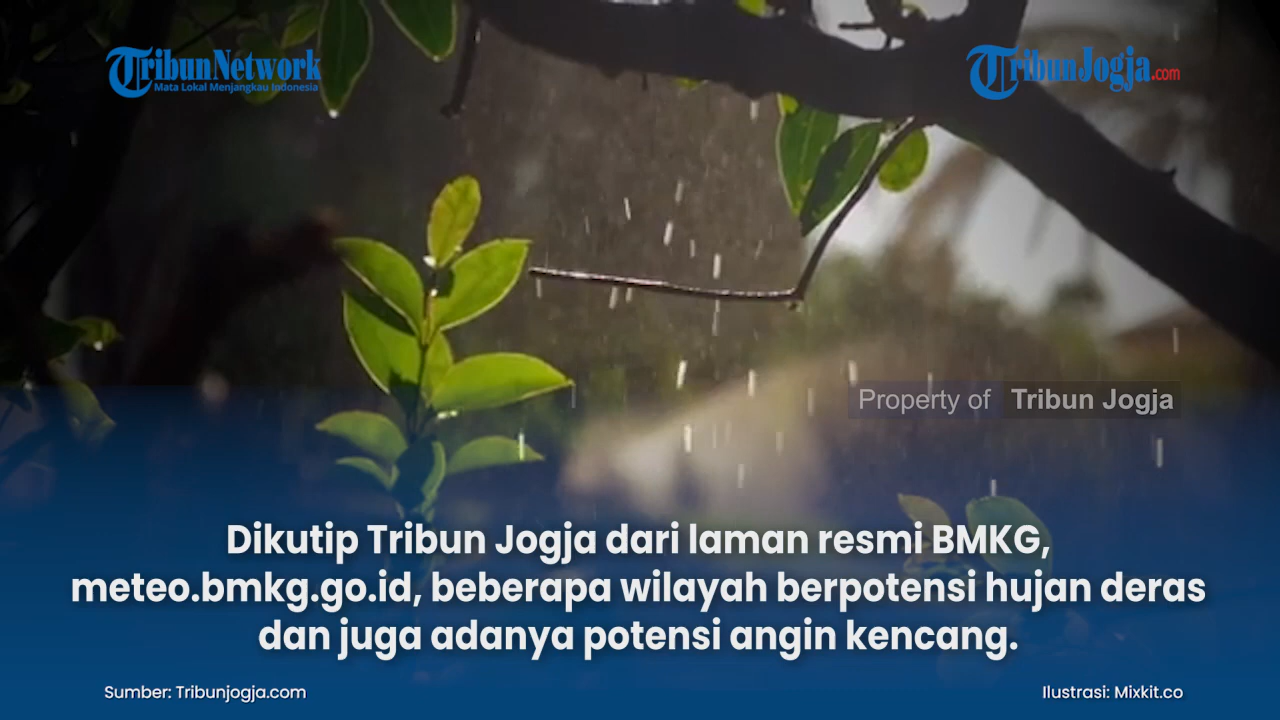 TribunNetwork
Mata Lokal Menjangkau Indonesia
TribunJogja.com
Property of Tribun Jogja
Dikutip Tribun Jogja dari laman resmi BMKG,
meteo.bmkg.go.id, beberapa wilayah berpotensi hujan deras
dan juga adanya potensi angin kencang.
Sumber: Tribunjogja.com
Ilustrasi: Mixkit.co